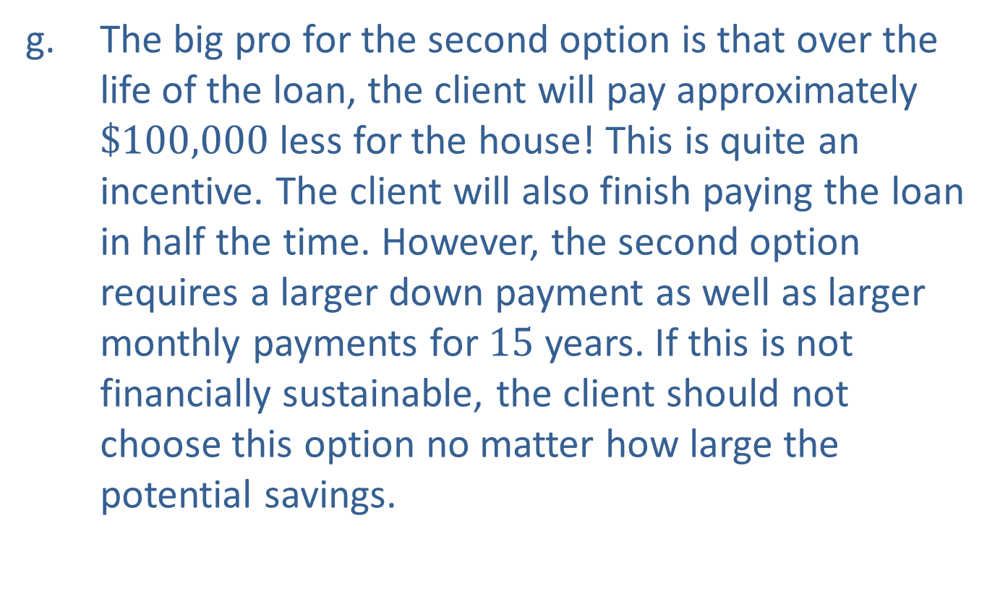 g. The big pro for the second option is that over the
life of the loan, the client will pay approximately
$100,000 less for the house! This is quite an
incentive. The client will also finish paying the loan
in half the time. However, the second option
requires a larger down payment as well as larger
monthly payments for 15 years. If this is not
financially sustainable, the client should not
choose this option no matter how large the
potential savings.